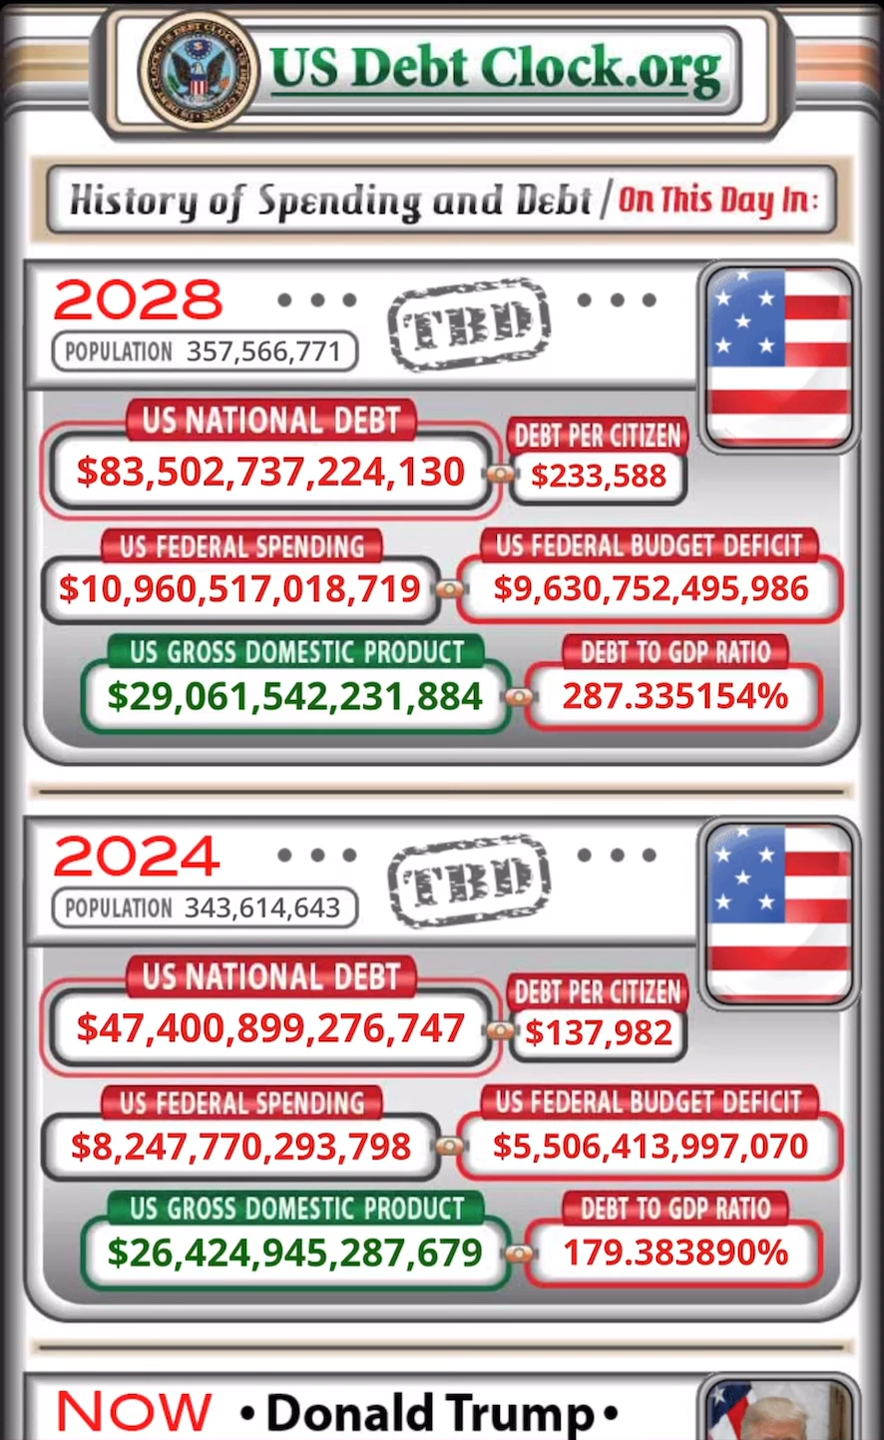 US Debt Clock.org
History of Spending and Debt / On This Day In:
2028 • • • TBD • • •
POPULATION 357,566,771
US NATIONAL DEBT
$83,502,737,224,130
DEBT PER CITIZEN
$233,588
US FEDERAL SPENDING
$10,960,517,018,719
US FEDERAL BUDGET DEFICIT
$9,630,752,495,986
US GROSS DOMESTIC PRODUCT
$29,061,542,231,884
DEBT TO GDP RATIO
287.335154%
2024 • • • TBD • • •
POPULATION 343,614,643
US NATIONAL DEBT
$47,400,899,276,747
DEBT PER CITIZEN
$137,982
US FEDERAL SPENDING
$8,247,770,293,798
US FEDERAL BUDGET DEFICIT
$5,506,413,997,070
US GROSS DOMESTIC PRODUCT
$26,424,945,287,679
DEBT TO GDP RATIO
179.383890%
NOW • Donald Trump •